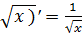 √x )′ = 1/√x